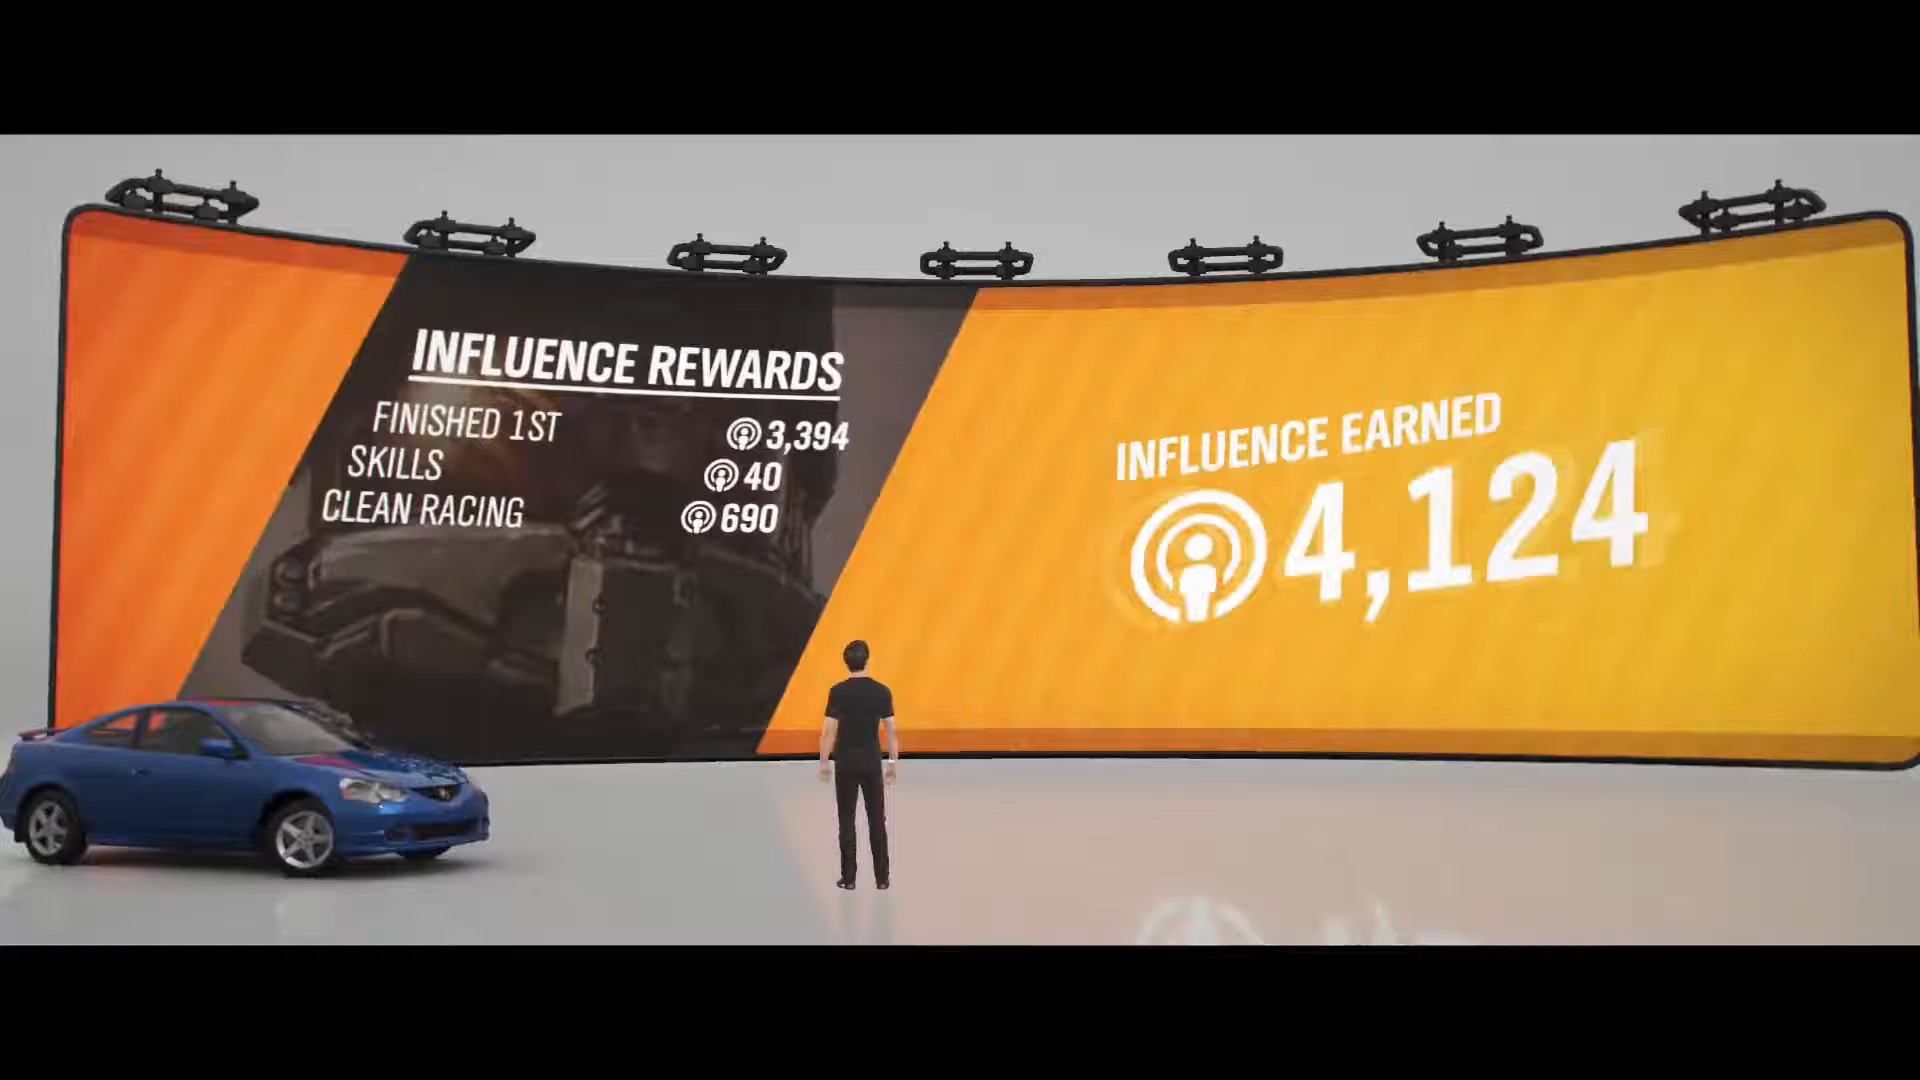 INFLUENCE REWARDS
FINISHED 1ST 3,394
SKILLS 40
CLEAN RACING 690
INFLUENCE EARNED
4,124